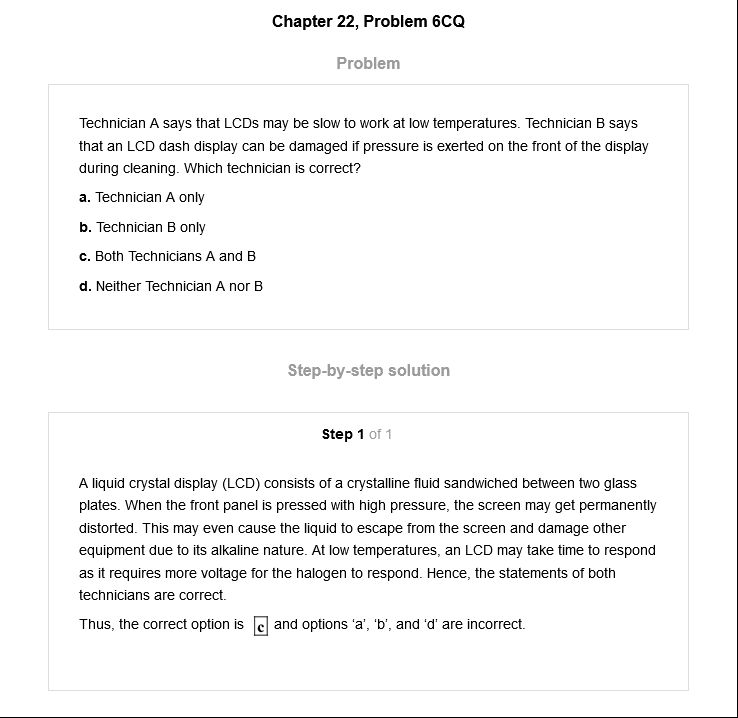 Chapter 22, Problem 6CQ
Problem
Technician A says that LCDs may be slow to work at low temperatures. Technician B says
that an LCD dash display can be damaged if pressure is exerted on the front of the display
during cleaning. Which technician is correct?
a. Technician A only
b. Technician B only
c. Both Technicians A and B
d. Neither Technician A nor B
Step-by-step solution
Step 1 of 1
A liquid crystal display (LCD) consists of a crystalline fluid sandwiched between two glass
plates. When the front panel is pressed with high pressure, the screen may get permanently
distorted. This may even cause the liquid to escape from the screen and damage other
equipment due to its alkaline nature. At low temperatures, an LCD may take time to respond
as it requires more voltage for the halogen to respond. Hence, the statements of both
technicians are correct.
Thus, the correct option is c and options ‘a’, ‘b’, and ‘d’ are incorrect.